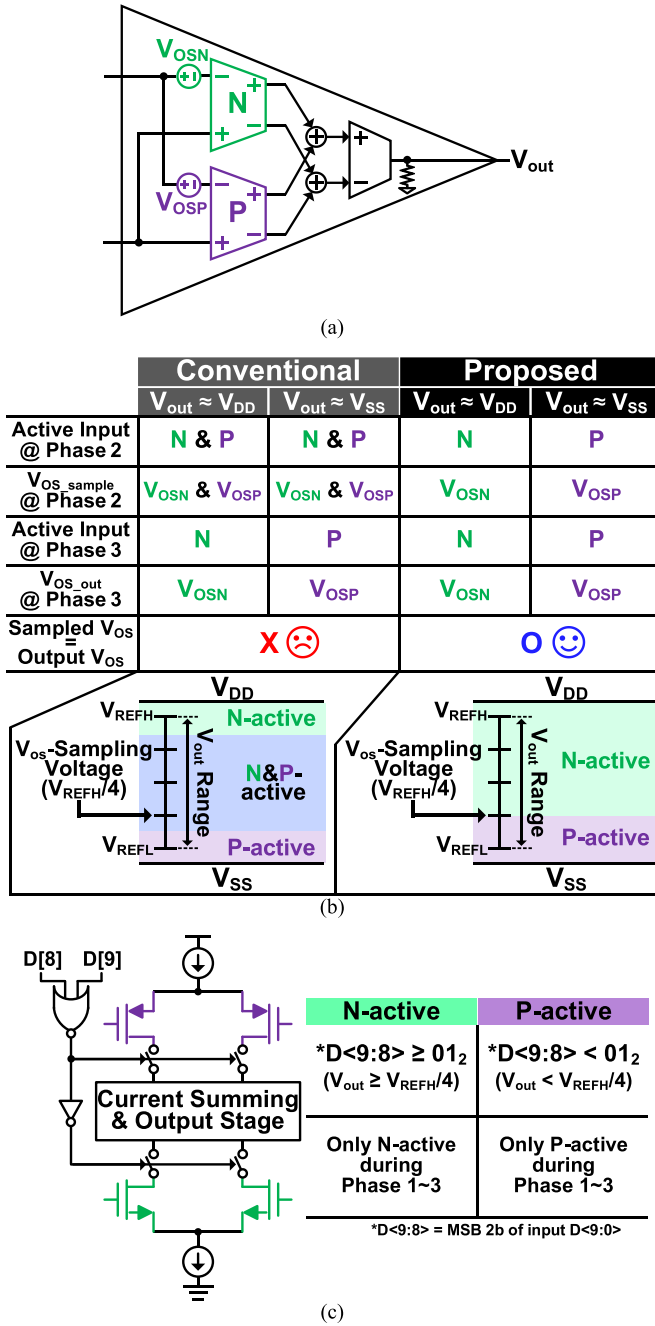 V_OSN
− +
N
+ −
V_OSP
− +
P
+ −
+
−
V_out
(a)
Conventional Proposed
V_out ≈ V_DD V_out ≈ V_SS V_out ≈ V_DD V_out ≈ V_SS
Active Input @ Phase 2 N & P N & P N P
V_OS_sample @ Phase 2 V_OSN & V_OSP V_OSN & V_OSP V_OSN V_OSP
Active Input @ Phase 3 N P N P
V_OS_out @ Phase 3 V_OSN V_OSP V_OSN V_OSP
Sampled V_OS = Output V_OS X O
V_DD V_DD
V_REFH N-active V_REFH
V_os-Sampling Voltage (V_REFH/4) V_out Range N&P-active V_os-Sampling Voltage (V_REFH/4) V_out Range N-active
V_REFL P-active V_REFL P-active
V_SS V_SS
(b)
D[8] D[9]
Current Summing
& Output Stage
N-active P-active
*D<9:8> ≥ 01₂ *D<9:8> < 01₂
(V_out ≥ V_REFH/4) (V_out < V_REFH/4)
Only N-active during Phase 1~3 Only P-active during Phase 1~3
*D<9:8> = MSB 2b of input D<9:0>
(c)